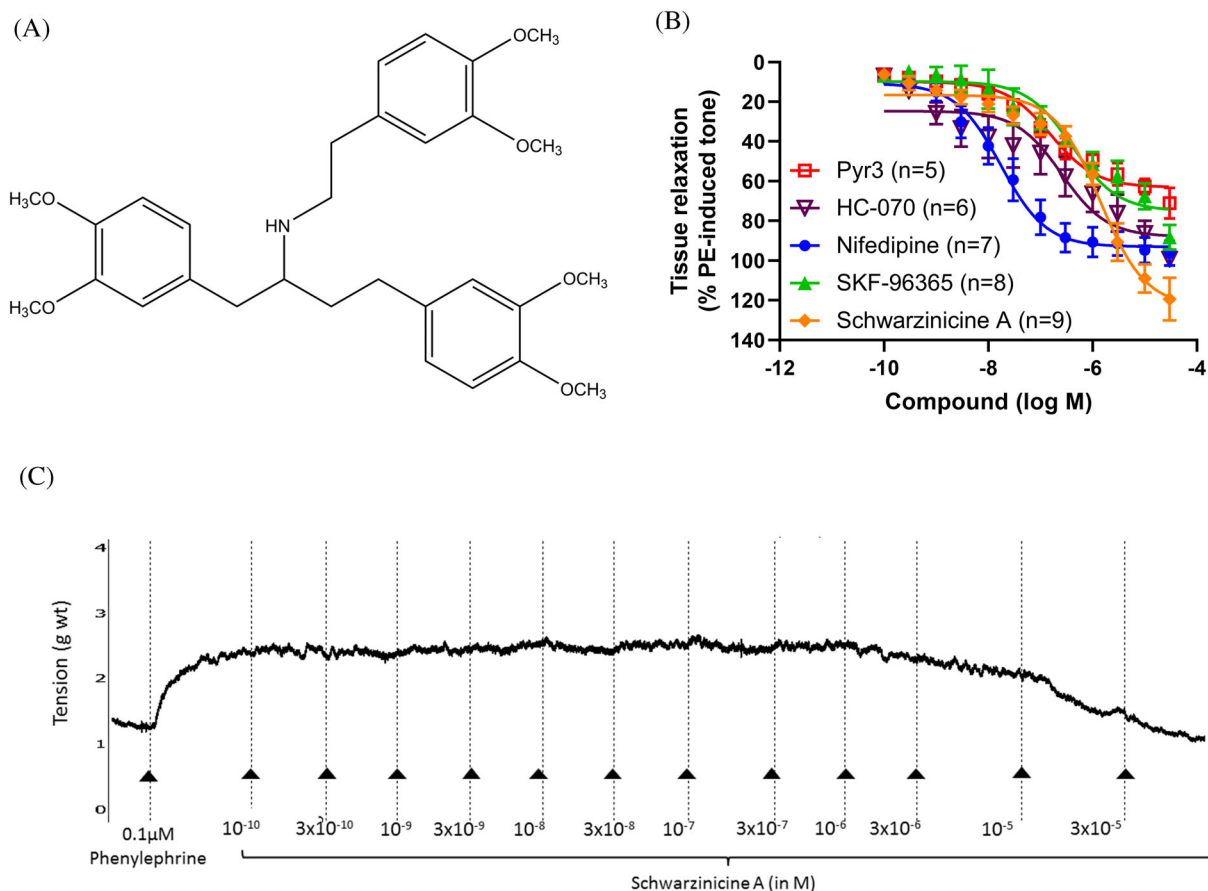 (A)
OCH₃
OCH₃
H₃CO
HN
OCH₃
OCH₃
OCH₃
(B)
Tissue relaxation
(% PE-induced tone)
0
20
40
60
80
100
120
140
Pyr3 (n=5)
HC-070 (n=6)
Nifedipine (n=7)
SKF-96365 (n=8)
Schwarzinicine A (n=9)
-12 -10 -8 -6 -4
Compound (log M)
(C)
Tension (g wt)
4
3
2
1
0
0.1µM 10⁻¹⁰ 3x10⁻¹⁰ 10⁻⁹ 3x10⁻⁹ 10⁻⁸ 3x10⁻⁸ 10⁻⁷ 3x10⁻⁷ 10⁻⁶ 3x10⁻⁶ 10⁻⁵ 3x10⁻⁵
Phenylephrine
Schwarzinicine A (in M)